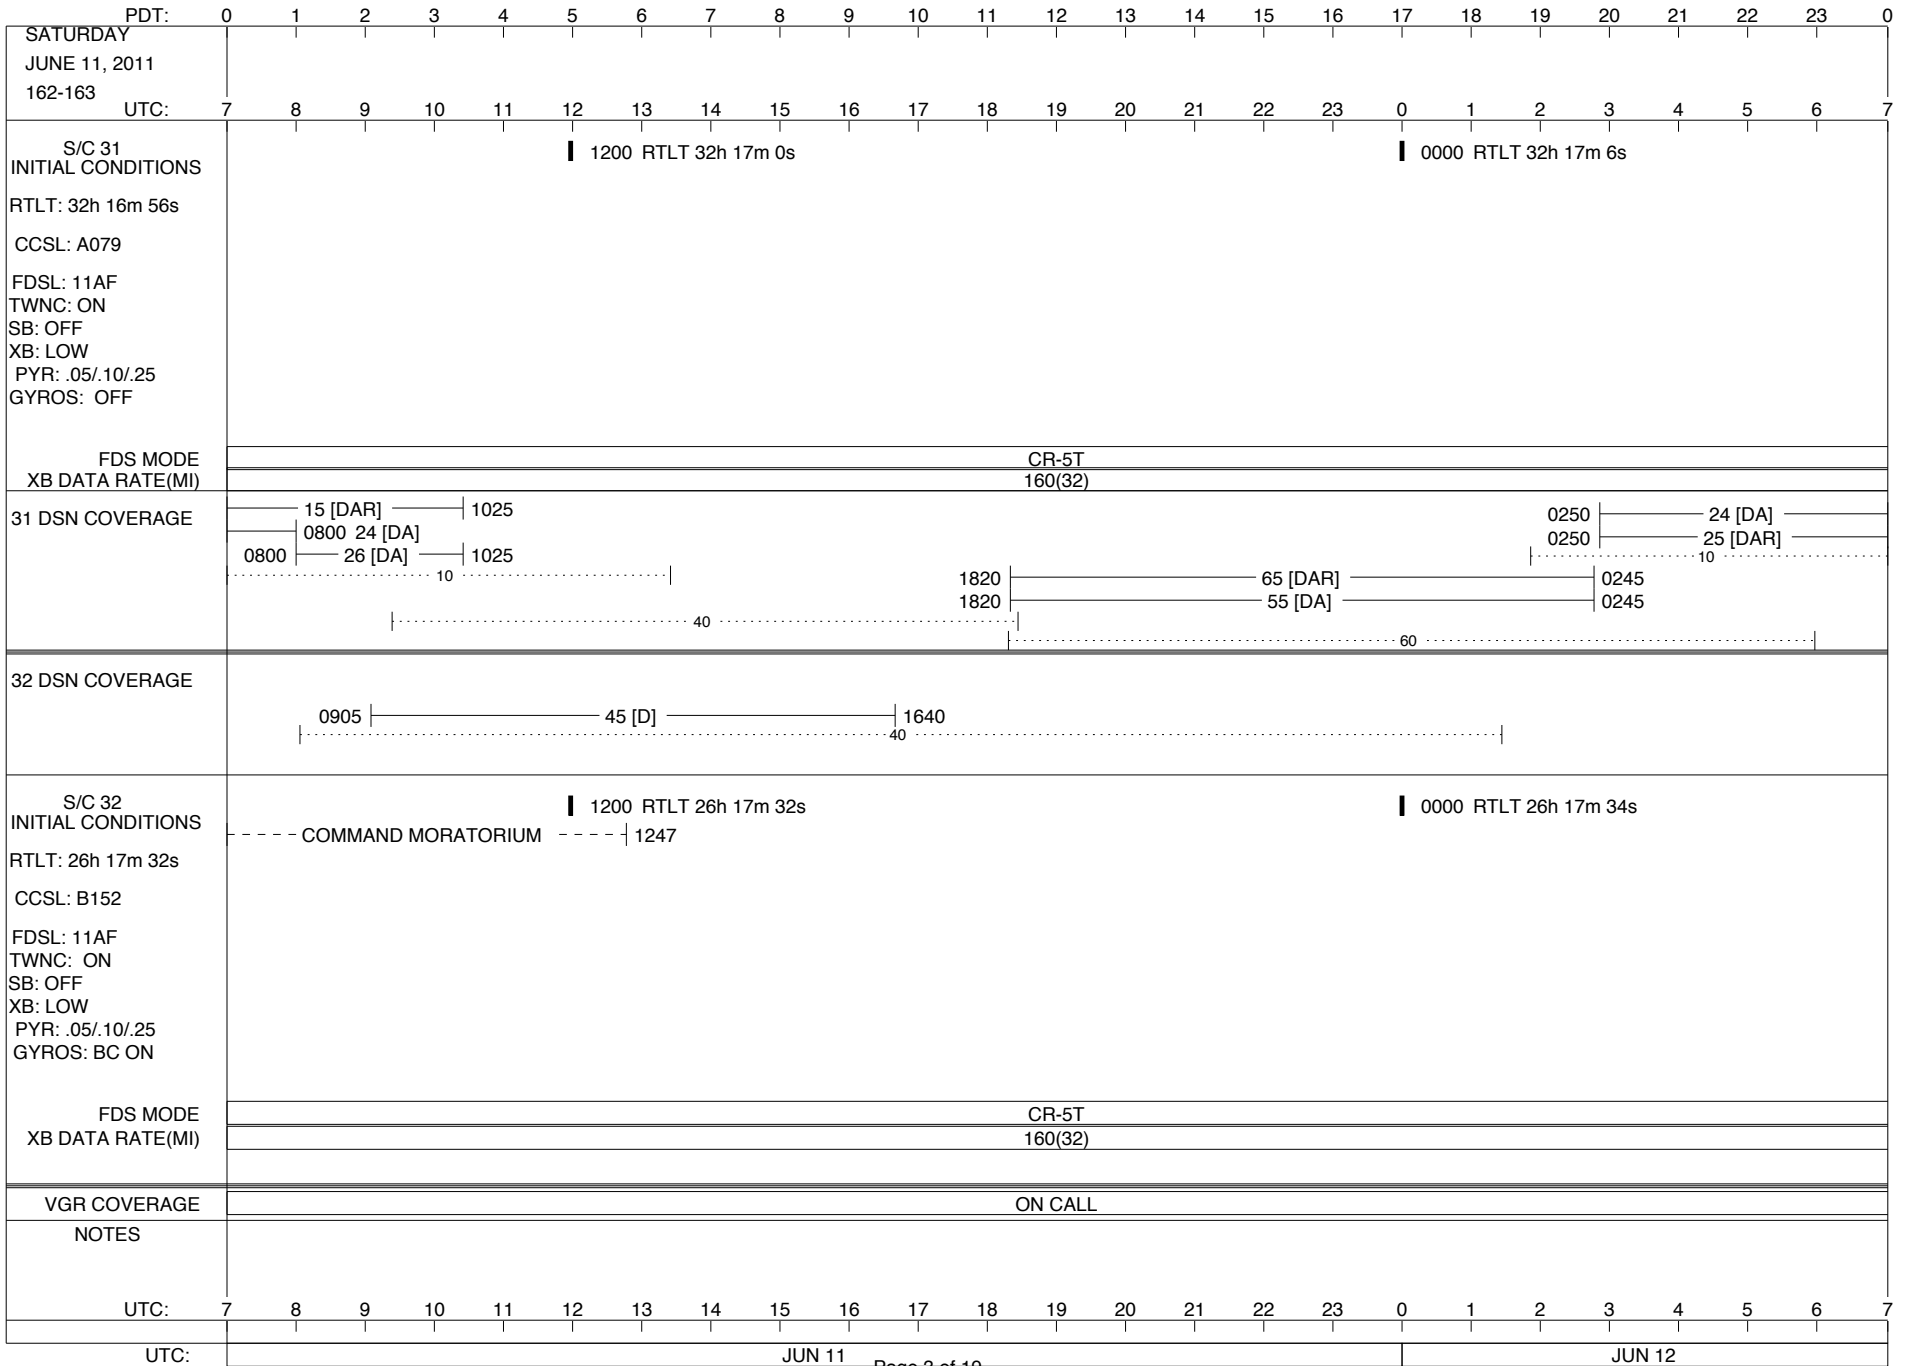 PDT: 0 1 2 3 4 5 6 7 8 9 10 11 12 13 14 15 16 17 18 19 20 21 22 23 0
SATURDAY
JUNE 11, 2011
162-163
UTC: 7 8 9 10 11 12 13 14 15 16 17 18 19 20 21 22 23 0 1 2 3 4 5 6 7
S/C 31
INITIAL CONDITIONS
1200 RTLT 32h 17m 0s
0000 RTLT 32h 17m 6s
RTLT: 32h 16m 56s
CCSL: A079
FDSL: 11AF
TWNC: ON
SB: OFF
XB: LOW
PYR: .05/.10/.25
GYROS: OFF
FDS MODE CR-5T
XB DATA RATE(MI) 160(32)
31 DSN COVERAGE
15 [DAR] 1025
0800 24 [DA]
0800 26 [DA] 1025
10
0250 24 [DA]
0250 25 [DAR]
10
1820 65 [DAR] 0245
1820 55 [DA] 0245
40
60
32 DSN COVERAGE
0905 45 [D] 1640
40
S/C 32
INITIAL CONDITIONS
1200 RTLT 26h 17m 32s
0000 RTLT 26h 17m 34s
COMMAND MORATORIUM 1247
RTLT: 26h 17m 32s
CCSL: B152
FDSL: 11AF
TWNC: ON
SB: OFF
XB: LOW
PYR: .05/.10/.25
GYROS: BC ON
FDS MODE CR-5T
XB DATA RATE(MI) 160(32)
VGR COVERAGE ON CALL
NOTES
UTC: 7 8 9 10 11 12 13 14 15 16 17 18 19 20 21 22 23 0 1 2 3 4 5 6 7
UTC: JUN 11 JUN 12